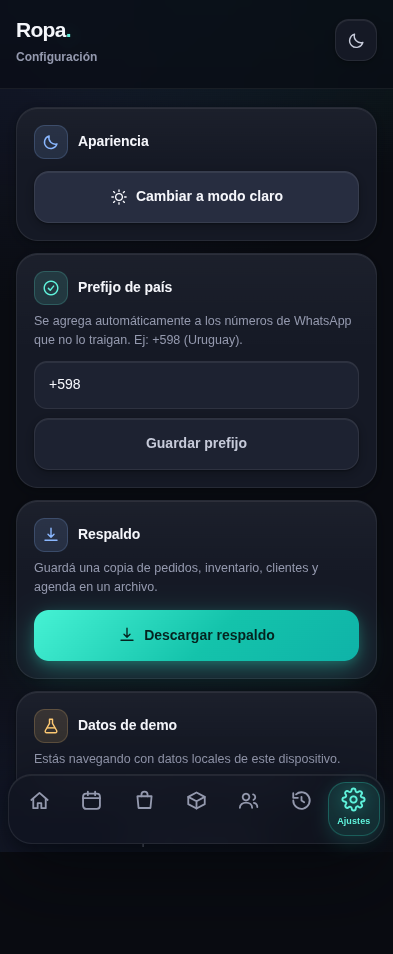 Ropa.
Configuración
Apariencia
Cambiar a modo claro
Prefijo de país
Se agrega automáticamente a los números de WhatsApp
que no lo traigan. Ej: +598 (Uruguay).
+598
Guardar prefijo
Respaldo
Guardá una copia de pedidos, inventario, clientes y
agenda en un archivo.
Descargar respaldo
Datos de demo
Estás navegando con datos locales de este dispositivo.
Ajustes